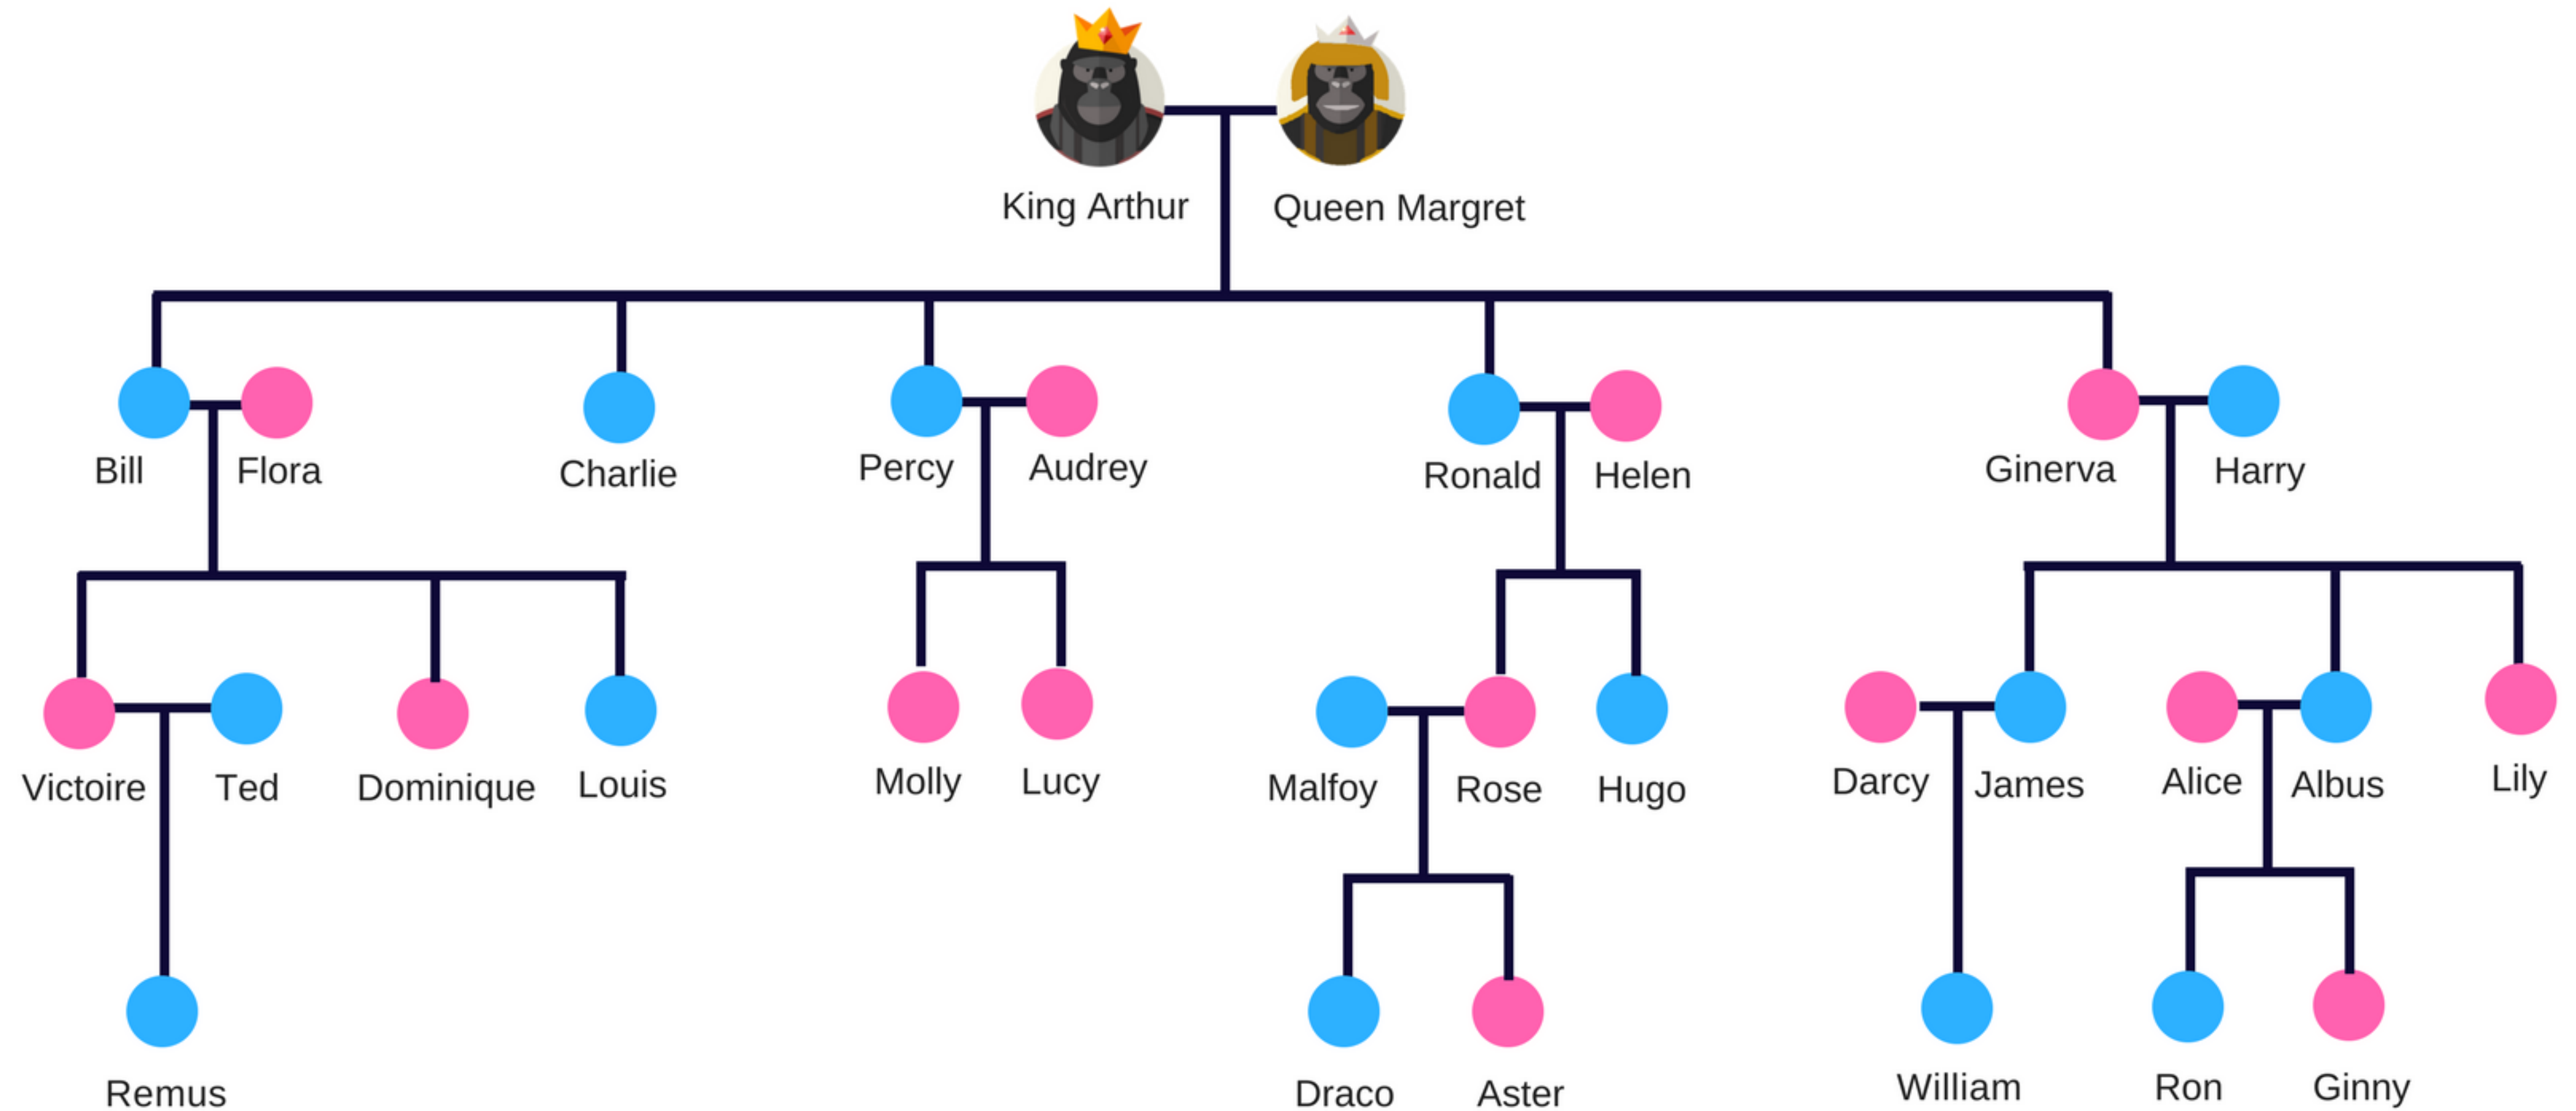 King Arthur
Queen Margret
Bill
Flora
Charlie
Percy
Audrey
Ronald
Helen
Ginerva
Harry
Victoire
Ted
Dominique
Louis
Molly
Lucy
Malfoy
Rose
Hugo
Darcy
James
Alice
Albus
Lily
Remus
Draco
Aster
William
Ron
Ginny